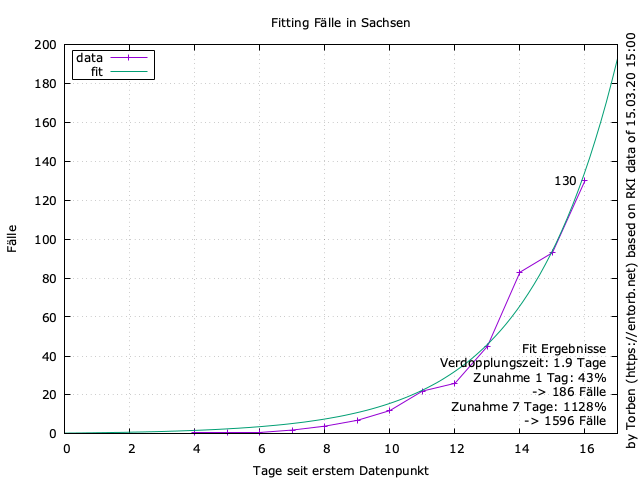 Fitting Fälle in Sachsen
data
fit
200
180
160
140
120
100
80
60
40
20
0
Fälle
130
Fit Ergebnisse
Verdopplungszeit: 1.9 Tage
Zunahme 1 Tag: 43%
-> 186 Fälle
Zunahme 7 Tage: 1128%
-> 1596 Fälle
0 2 4 6 8 10 12 14 16
Tage seit erstem Datenpunkt
by Torben (https://entorb.net) based on RKI data of 15.03.20 15:00